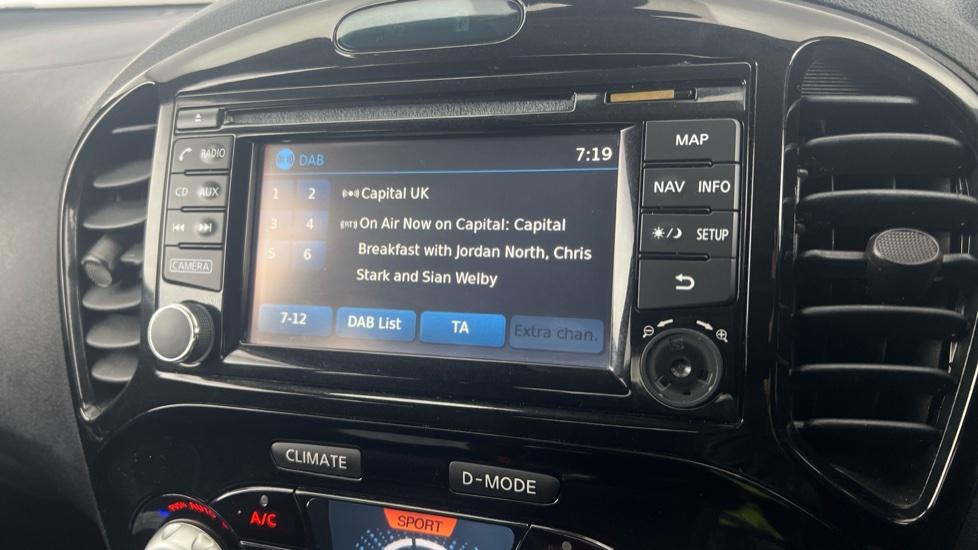 MAP
RADIO
DAB
7:19
CD AUX
1 2
Capital UK
NAV INFO
3 4
On Air Now on Capital: Capital
Breakfast with Jordan North, Chris
Stark and Sian Welby
5 6
SETUP
CAMERA
7-12
DAB List
TA
Extra chan.
CLIMATE
D-MODE
AUTO
A/C
SPORT